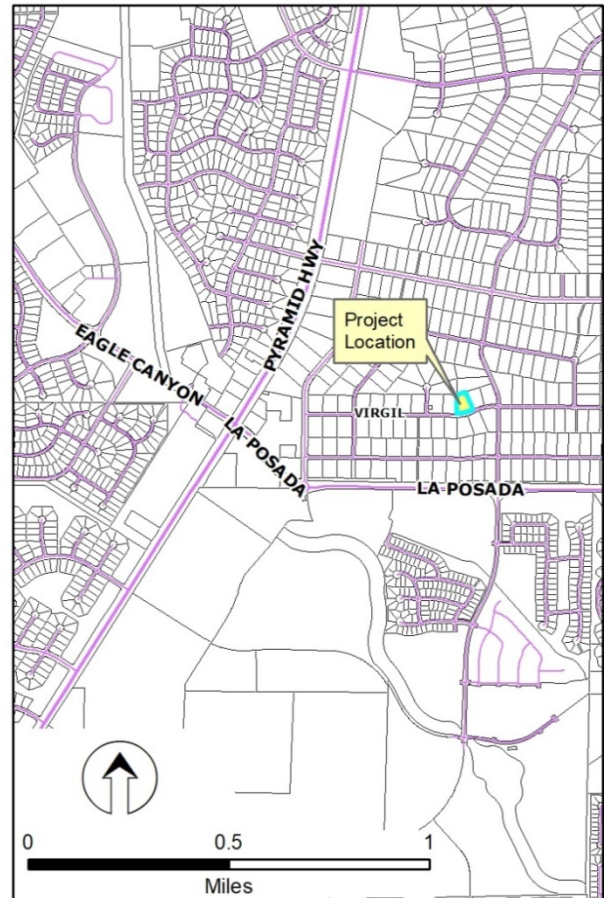 PYRAMID HWY
Project
Location
EAGLE CANYON
VIRGIL
LA POSADA
LA POSADA
0 0.5 1
Miles